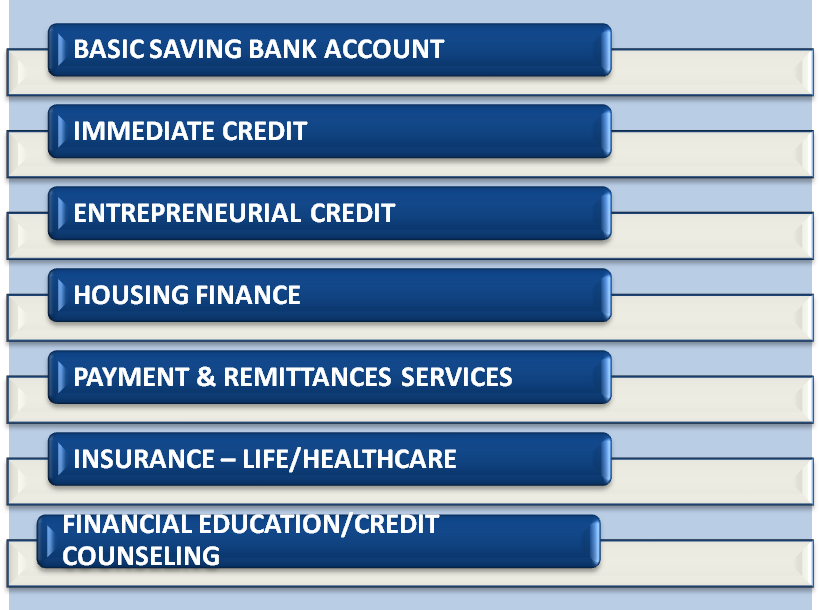 BASIC SAVING BANK ACCOUNT
IMMEDIATE CREDIT
ENTREPRENEURIAL CREDIT
HOUSING FINANCE
PAYMENT & REMITTANCES SERVICES
INSURANCE – LIFE/HEALTHCARE
FINANCIAL EDUCATION/CREDIT
COUNSELING